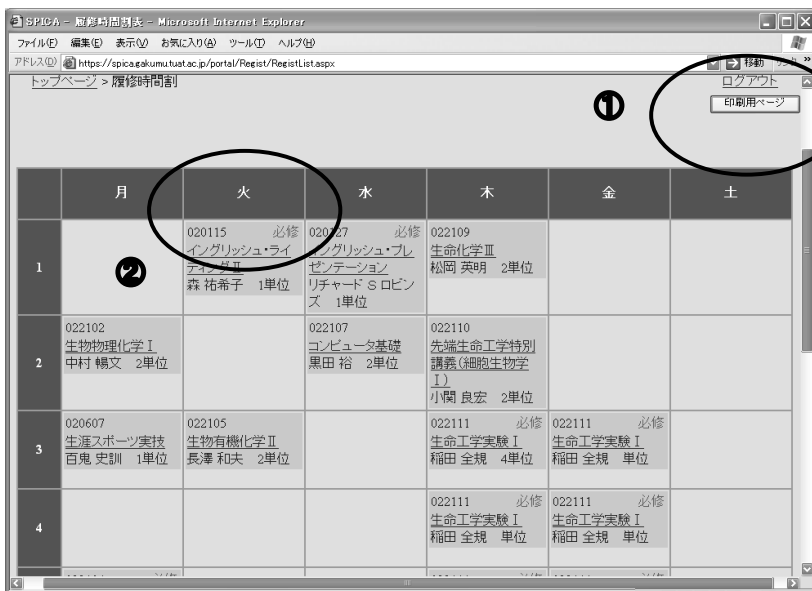 SPICA - 履修時間割表 - Microsoft Internet Explorer
ファイル(F) 編集(E) 表示(V) お気に入り(A) ツール(T) ヘルプ(H)
アドレス(D) https://spica.gakumu.tuat.ac.jp/portal/Regist/RegistList.aspx 移動
トップページ > 履修時間割 ログアウト
① 印刷用ページ
月 火 水 木 金 土
1
②
020115 必修
イングリッシュ・ライ
ティングⅡ
森 祐希子 1単位
020127 必修
イングリッシュ・プレ
ゼンテーション
リチャード S ロビン
ズ 1単位
022109
生命化学Ⅲ
松岡 英明 2単位
2
022102
生物物理化学Ⅰ
中村 暢文 2単位
022107
コンピュータ基礎
黒田 裕 2単位
022110
先端生命工学特別
講義(細胞生物学
Ⅰ)
小関 良宏 2単位
3
020607
生涯スポーツ実技
百鬼 史訓 1単位
022105
生物有機化学Ⅱ
長澤 和夫 2単位
022111 必修
生命工学実験Ⅰ
稲田 全規 4単位
022111 必修
生命工学実験Ⅰ
稲田 全規 単位
4
022111 必修
生命工学実験Ⅰ
稲田 全規 単位
022111 必修
生命工学実験Ⅰ
稲田 全規 単位